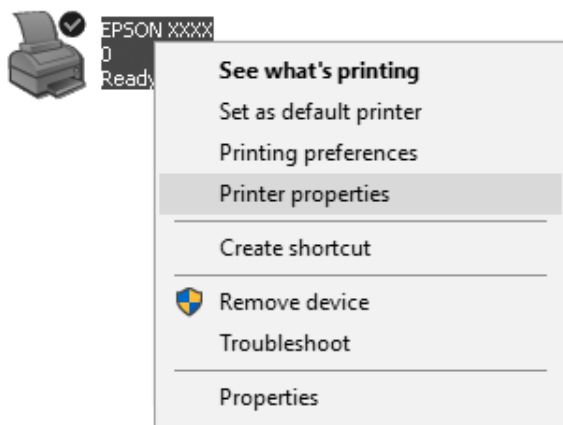 EPSON XXXX
0
Ready
See what's printing
Set as default printer
Printing preferences
Printer properties
Create shortcut
Remove device
Troubleshoot
Properties